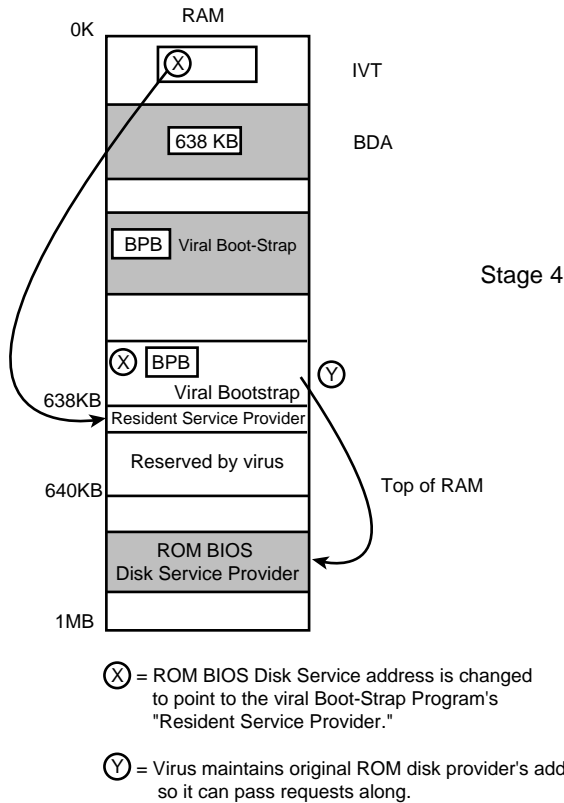 RAM
0K
X
IVT
638 KB
BDA
BPB Viral Boot-Strap
Stage 4
X BPB
Y
Viral Bootstrap
638KB
Resident Service Provider
Reserved by virus
Top of RAM
640KB
ROM BIOS
Disk Service Provider
1MB
X = ROM BIOS Disk Service address is changed
to point to the viral Boot-Strap Program's
"Resident Service Provider."
Y = Virus maintains original ROM disk provider's add
so it can pass requests along.